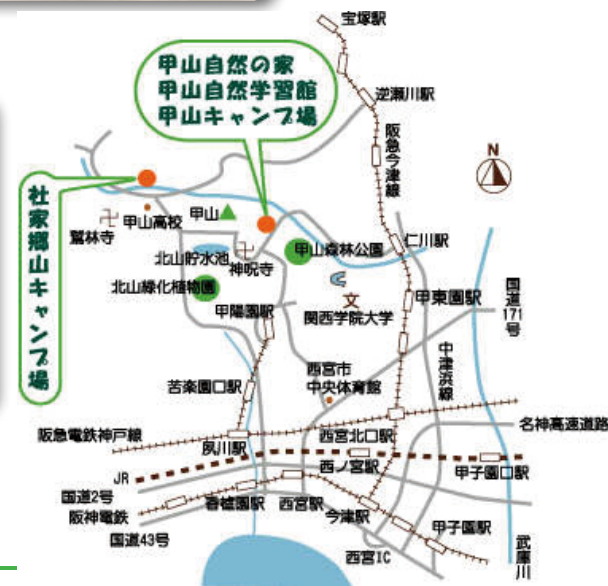 宝塚駅
甲山自然の家
甲山自然学習館
甲山キャンプ場
逆瀬川駅
阪急今津線
N
社家郷山キャンプ場
鷲林寺
甲山高校
甲山
北山貯水池
神呪寺
甲山森林公園
仁川駅
北山緑化植物園
文
関西学院大学
甲東園駅
国道171号
甲陽園駅
中津浜線
西宮市
中央体育館
苦楽園口駅
名神高速道路
阪急電鉄神戸線
夙川駅
西宮北口駅
JR
西ノ宮駅
甲子園口駅
国道2号
阪神電鉄
香櫨園駅
西宮駅
今津駅
甲子園駅
国道43号
西宮IC
武庫川